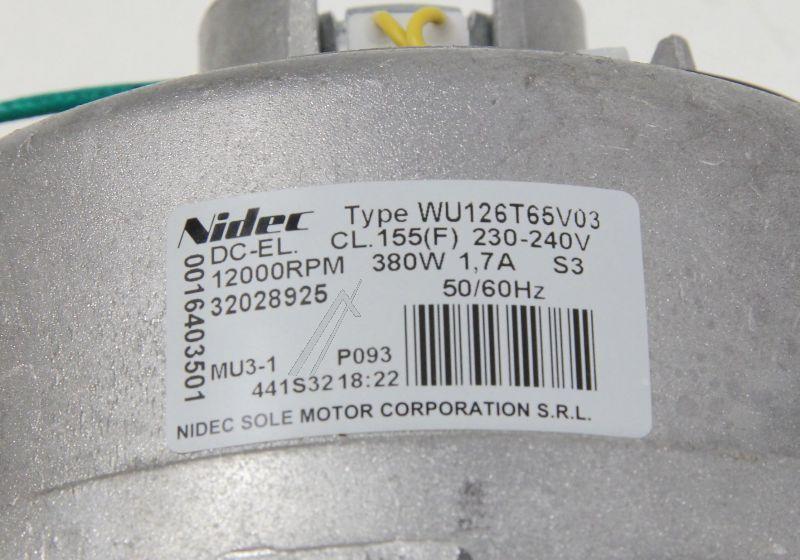 Nidec Type WU126T65V03
DC-EL. CL.155(F) 230-240V
12000RPM 380W 1,7A S3
32028925 50/60Hz
0016403501
MU3-1 P093
441S32 18:22
NIDEC SOLE MOTOR CORPORATION S.R.L.